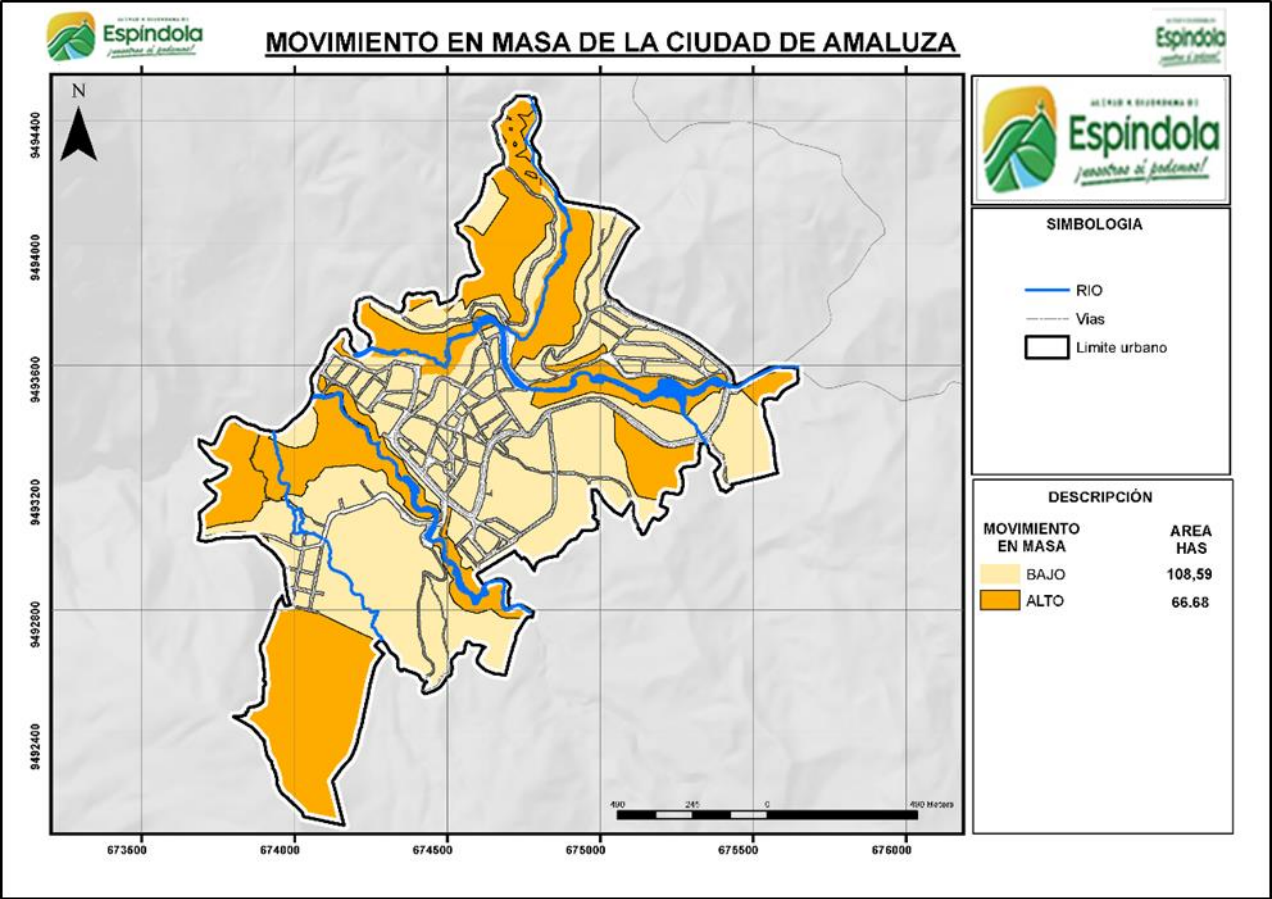 Espíndola
¡nosotros sí podemos!
MOVIMIENTO EN MASA DE LA CIUDAD DE AMALUZA
Espíndola
N
9494400
9494000
9493600
9493200
9492800
9492400
673500
674000
674500
675000
675500
676000
490 245 0 490 Meters
Espíndola
¡nosotros sí podemos!
SIMBOLOGIA
RIO
Vias
Limite urbano
DESCRIPCIÓN
MOVIMIENTO EN MASA
AREA HAS
BAJO 108,59
ALTO 66.68